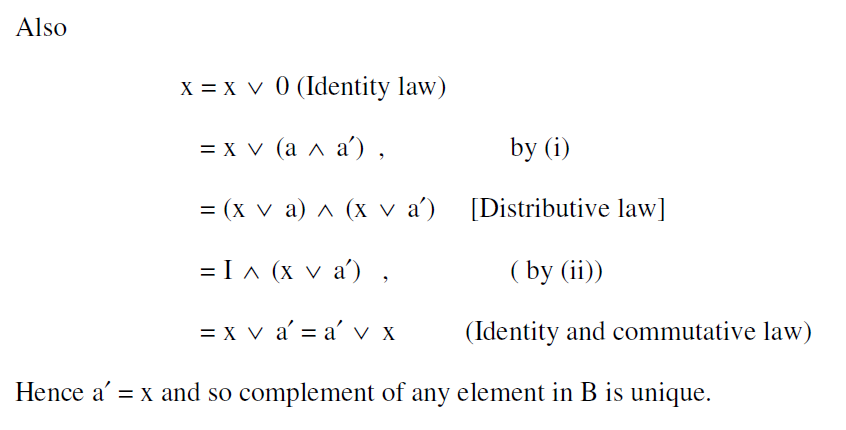 Also
x = x ∨ 0 (Identity law)
= x ∨ (a ∧ a′) , by (i)
= (x ∨ a) ∧ (x ∨ a′) [Distributive law]
= I ∧ (x ∨ a′) , ( by (ii))
= x ∨ a′ = a′ ∨ x (Identity and commutative law)
Hence a′ = x and so complement of any element in B is unique.